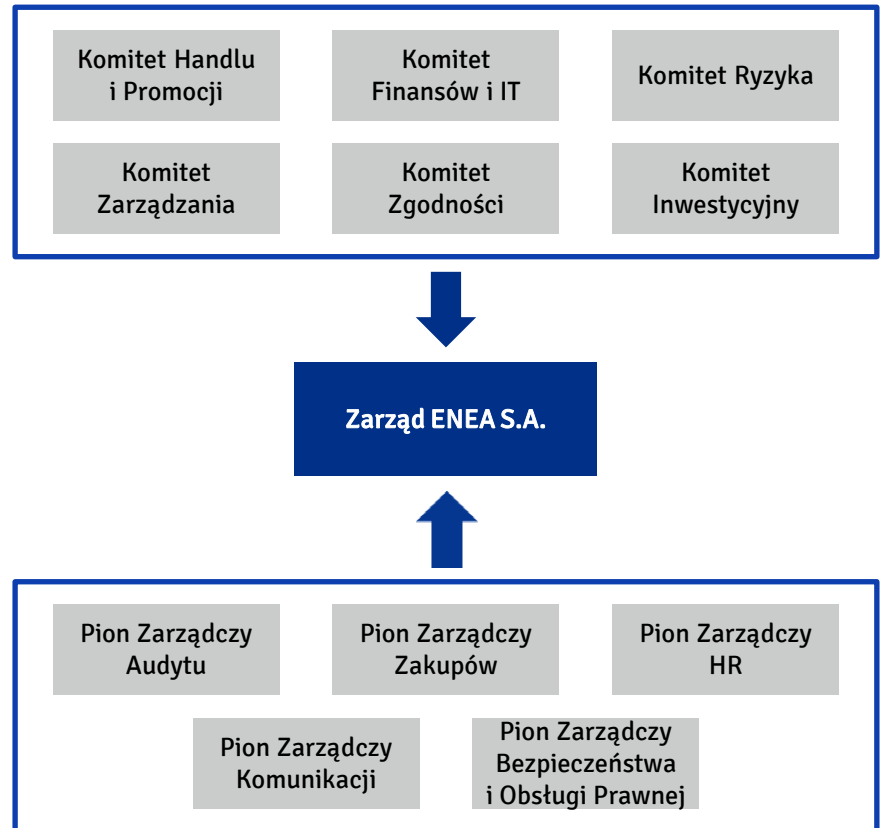 Komitet Handlu
i Promocji
Komitet
Finansów i IT
Komitet Ryzyka
Komitet
Zarządzania
Komitet
Zgodności
Komitet
Inwestycyjny
Zarząd ENEA S.A.
Pion Zarządczy
Audytu
Pion Zarządczy
Zakupów
Pion Zarządczy
HR
Pion Zarządczy
Komunikacji
Pion Zarządczy
Bezpieczeństwa
i Obsługi Prawnej